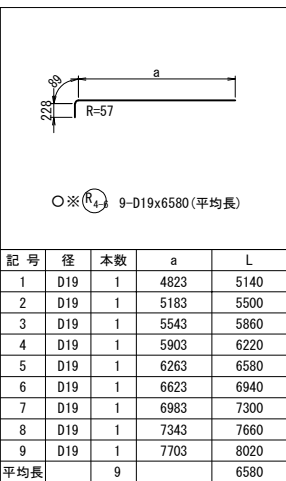 a
89
228
R=57
○※ R4-6 9-D19x6580(平均長)
記 号 径 本数 a L
1 D19 1 4823 5140
2 D19 1 5183 5500
3 D19 1 5543 5860
4 D19 1 5903 6220
5 D19 1 6263 6580
6 D19 1 6623 6940
7 D19 1 6983 7300
8 D19 1 7343 7660
9 D19 1 7703 8020
平均長 9 6580